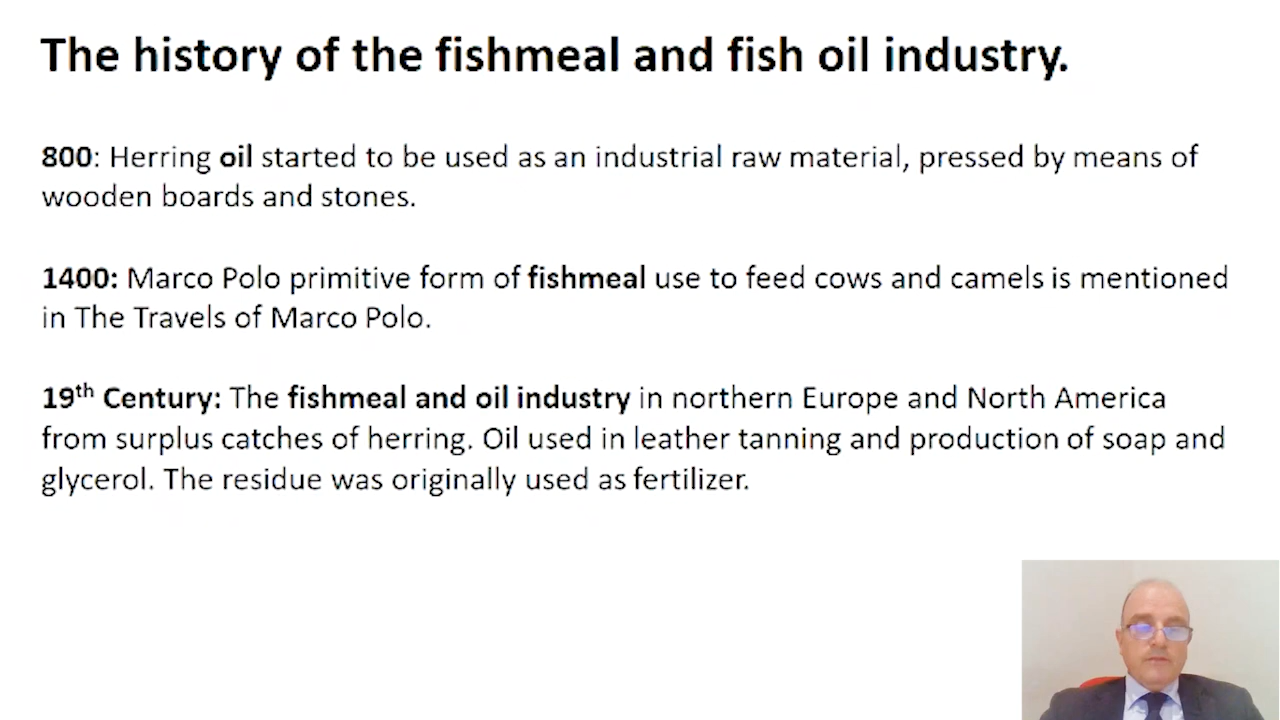 The history of the fishmeal and fish oil industry.
800: Herring oil started to be used as an industrial raw material, pressed by means of
wooden boards and stones.
1400: Marco Polo primitive form of fishmeal use to feed cows and camels is mentioned
in The Travels of Marco Polo.
19th Century: The fishmeal and oil industry in northern Europe and North America
from surplus catches of herring. Oil used in leather tanning and production of soap and
glycerol. The residue was originally used as fertilizer.